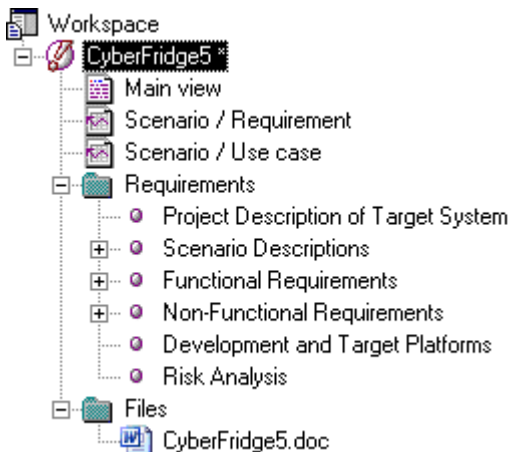 Workspace
CyberFridge5 *
Main view
Scenario / Requirement
Scenario / Use case
Requirements
Project Description of Target System
Scenario Descriptions
Functional Requirements
Non-Functional Requirements
Development and Target Platforms
Risk Analysis
Files
CyberFridge5.doc